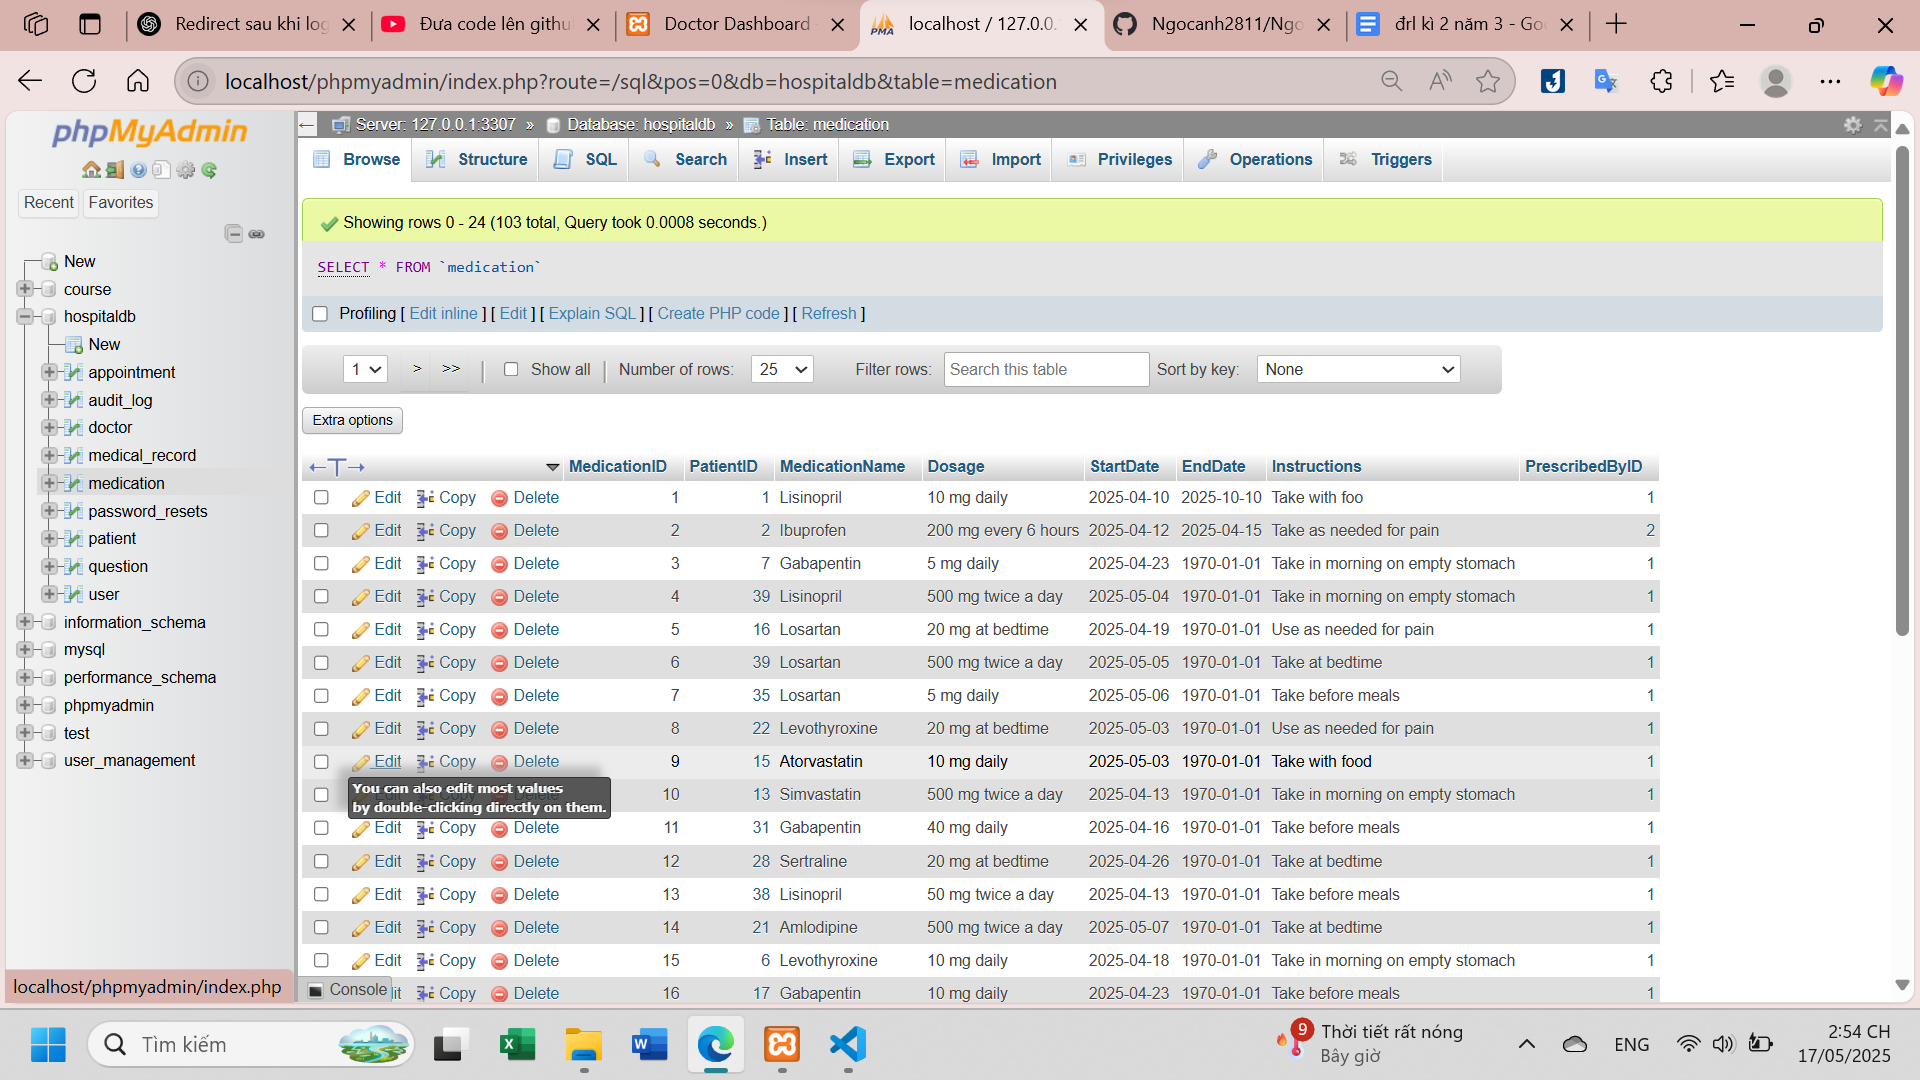 Redirect sau khi log
Đưa code lên githu
Doctor Dashboard
localhost / 127.0.0.
Ngocanh2811/Ngo
đrl kì 2 năm 3 - Goo
localhost/phpmyadmin/index.php?route=/sql&pos=0&db=hospitaldb&table=medication
phpMyAdmin
Recent Favorites
New
course
hospitaldb
New
appointment
audit_log
doctor
medical_record
medication
password_resets
patient
question
user
information_schema
mysql
performance_schema
phpmyadmin
test
user_management
localhost/phpmyadmin/index.php
Server: 127.0.0.1:3307 » Database: hospitaldb » Table: medication
Browse Structure SQL Search Insert Export Import Privileges Operations Triggers
Showing rows 0 - 24 (103 total, Query took 0.0008 seconds.)
SELECT * FROM `medication`
Profiling [ Edit inline ] [ Edit ] [ Explain SQL ] [ Create PHP code ] [ Refresh ]
1 > >> | Show all | Number of rows: 25 Filter rows: Search this table Sort by key: None
Extra options
←T→ MedicationID PatientID MedicationName Dosage StartDate EndDate Instructions PrescribedByID
Edit Copy Delete 1 1 Lisinopril 10 mg daily 2025-04-10 2025-10-10 Take with foo 1
Edit Copy Delete 2 2 Ibuprofen 200 mg every 6 hours 2025-04-12 2025-04-15 Take as needed for pain 2
Edit Copy Delete 3 7 Gabapentin 5 mg daily 2025-04-23 1970-01-01 Take in morning on empty stomach 1
Edit Copy Delete 4 39 Lisinopril 500 mg twice a day 2025-05-04 1970-01-01 Take in morning on empty stomach 1
Edit Copy Delete 5 16 Losartan 20 mg at bedtime 2025-04-19 1970-01-01 Use as needed for pain 1
Edit Copy Delete 6 39 Losartan 500 mg twice a day 2025-05-05 1970-01-01 Take at bedtime 1
Edit Copy Delete 7 35 Losartan 5 mg daily 2025-05-06 1970-01-01 Take before meals 1
Edit Copy Delete 8 22 Levothyroxine 20 mg at bedtime 2025-05-03 1970-01-01 Use as needed for pain 1
Edit Copy Delete 9 15 Atorvastatin 10 mg daily 2025-05-03 1970-01-01 Take with food 1
You can also edit most values
by double-clicking directly on them.
10 13 Simvastatin 500 mg twice a day 2025-04-13 1970-01-01 Take in morning on empty stomach 1
Edit Copy Delete 11 31 Gabapentin 40 mg daily 2025-04-16 1970-01-01 Take before meals 1
Edit Copy Delete 12 28 Sertraline 20 mg at bedtime 2025-04-26 1970-01-01 Take at bedtime 1
Edit Copy Delete 13 38 Lisinopril 50 mg twice a day 2025-04-13 1970-01-01 Take before meals 1
Edit Copy Delete 14 21 Amlodipine 500 mg twice a day 2025-05-07 1970-01-01 Take at bedtime 1
Edit Copy Delete 15 6 Levothyroxine 10 mg daily 2025-04-18 1970-01-01 Take in morning on empty stomach 1
Console Copy Delete 16 17 Gabapentin 10 mg daily 2025-04-23 1970-01-01 Take before meals 1
Tìm kiếm
9
Thời tiết rất nóng
Bây giờ
ENG
2:54 CH
17/05/2025